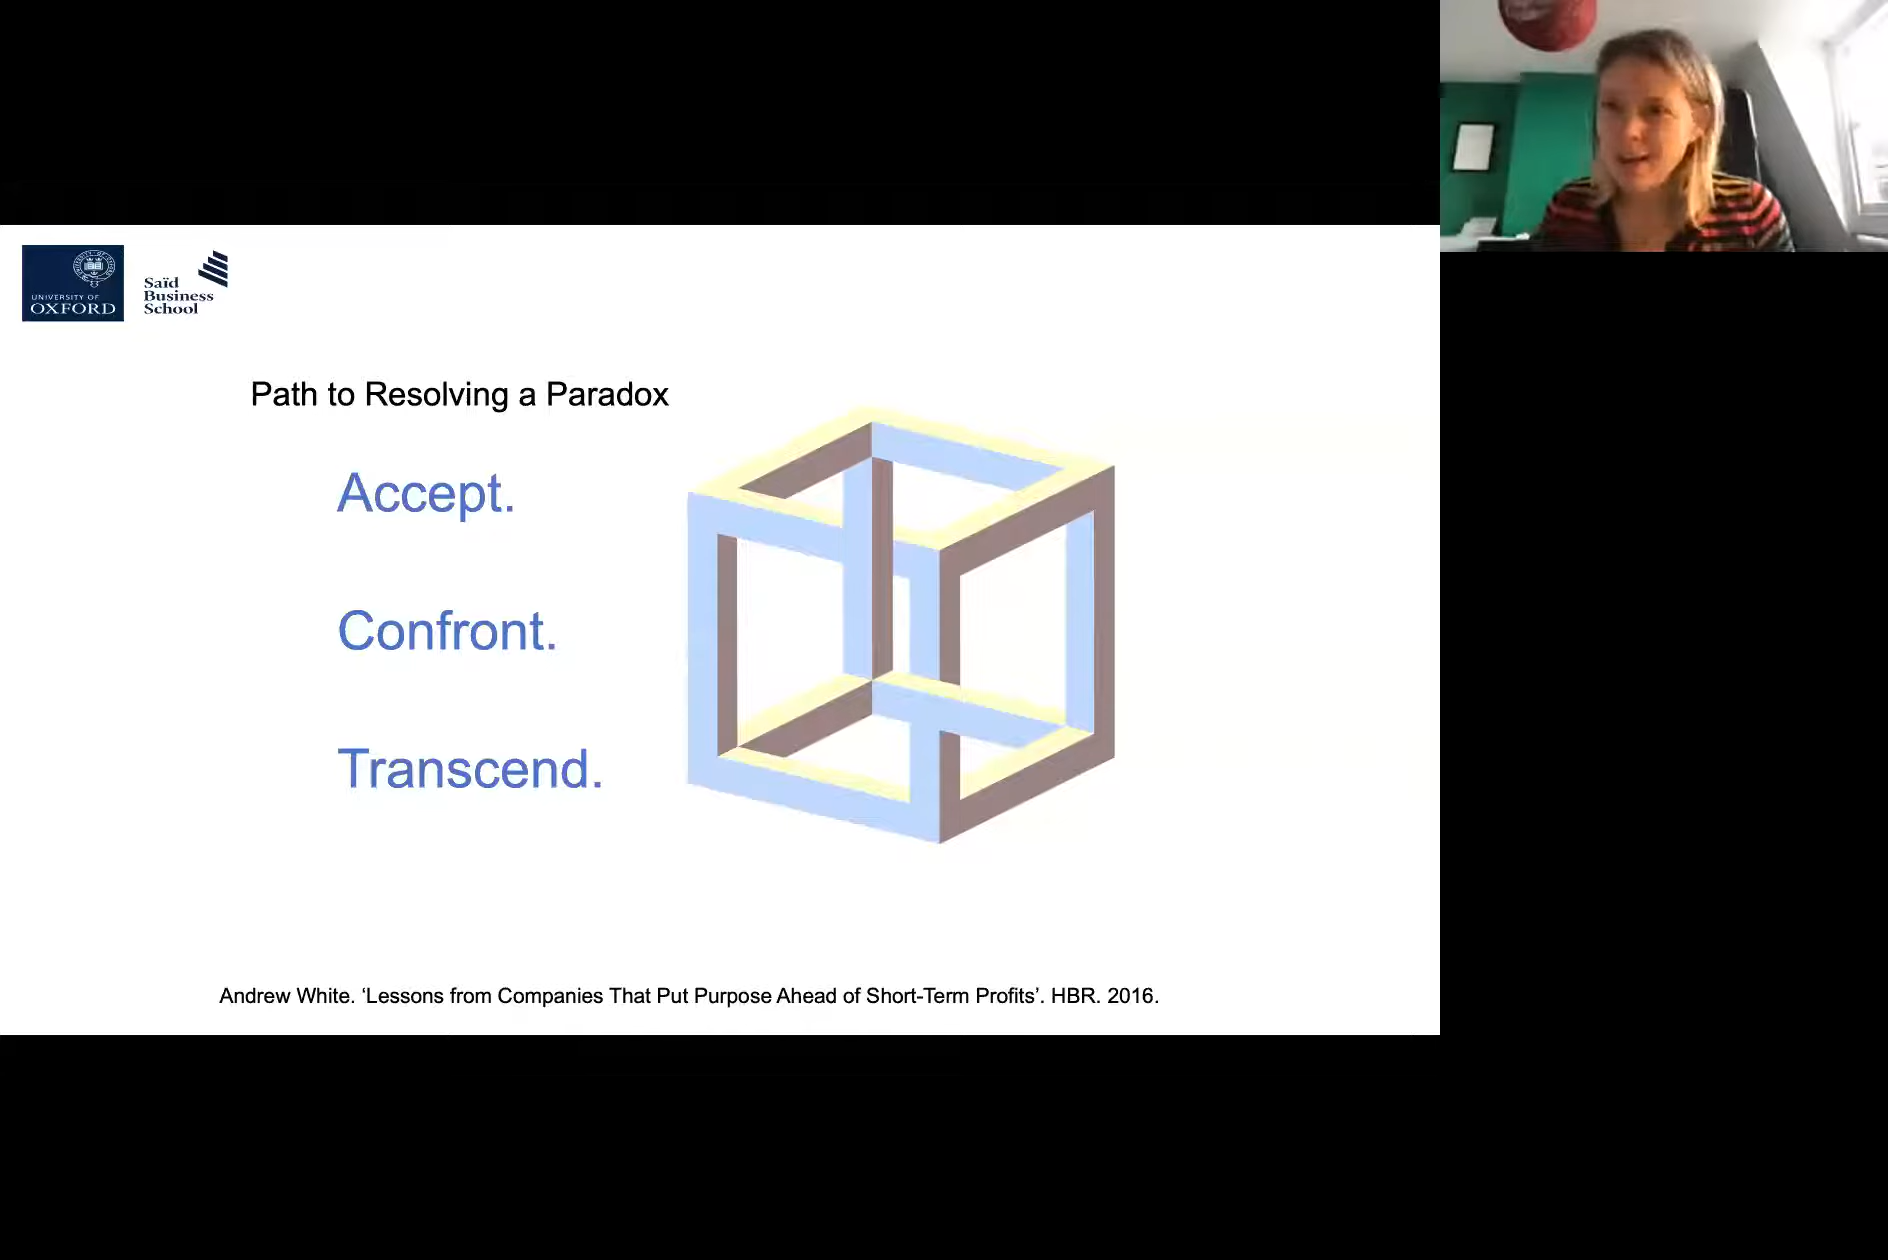 UNIVERSITY OF
OXFORD
Saïd
Business
School
Path to Resolving a Paradox
Accept.
Confront.
Transcend.
Andrew White. ‘Lessons from Companies That Put Purpose Ahead of Short-Term Profits’. HBR. 2016.